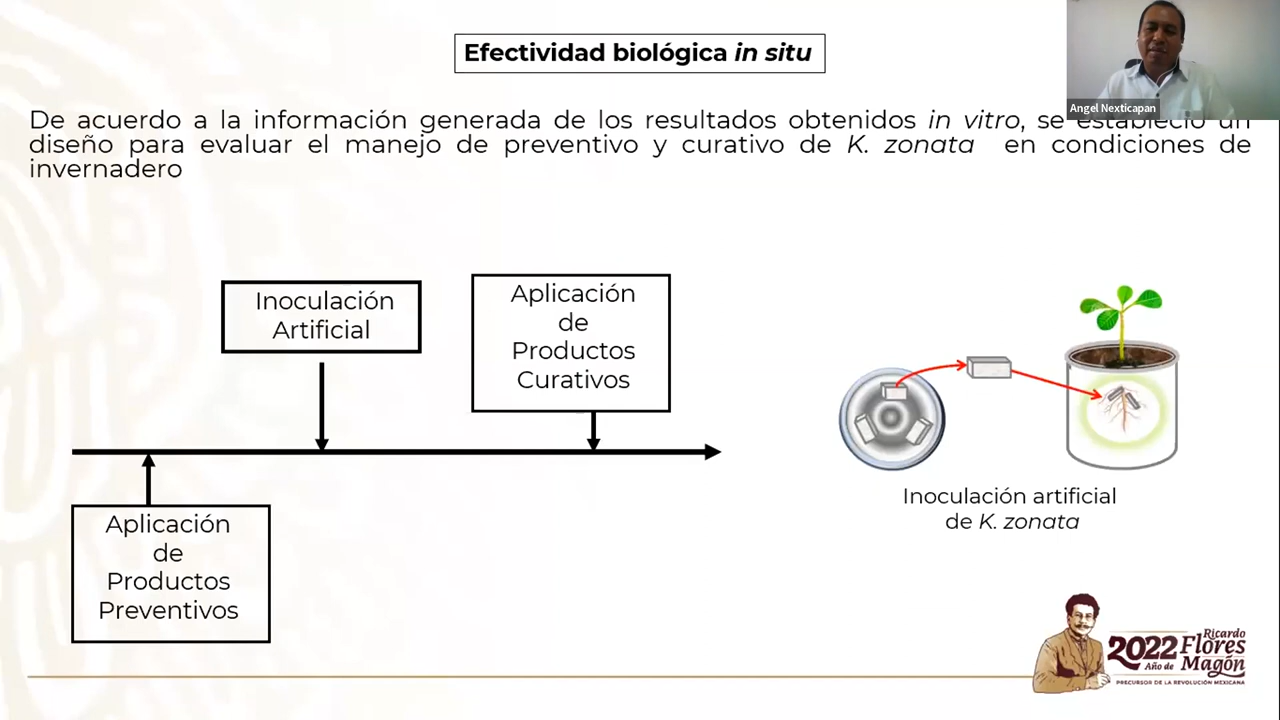 Efectividad biológica in situ
Angel Nexticapan
De acuerdo a la información generada de los resultados obtenidos in vitro, se estableció un
diseño para evaluar el manejo de preventivo y curativo de K. zonata en condiciones de
invernadero
Inoculación
Artificial
Aplicación
de
Productos
Curativos
Aplicación
de
Productos
Preventivos
Inoculación artificial
de K. zonata
2022 Ricardo
Flores
Año de Magón
PRECURSOR DE LA REVOLUCIÓN MEXICANA